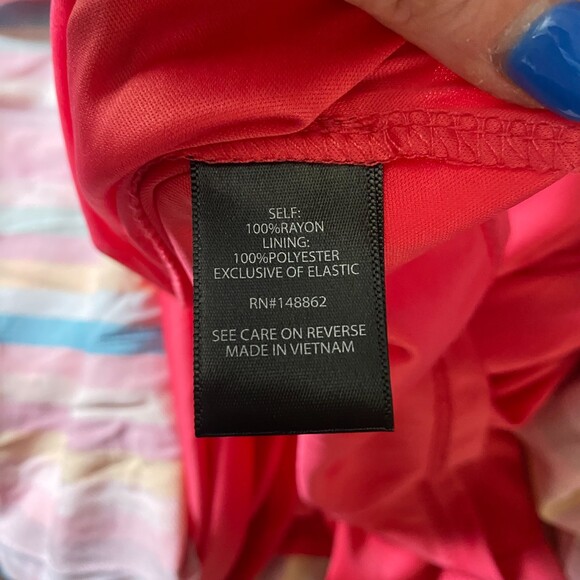 SELF:
100%RAYON
LINING:
100%POLYESTER
EXCLUSIVE OF ELASTIC
RN#148862
SEE CARE ON REVERSE
MADE IN VIETNAM